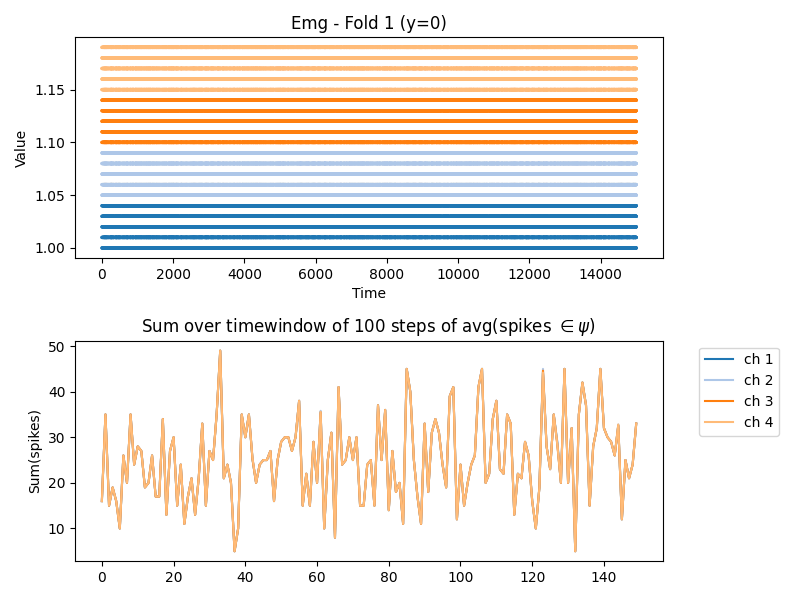 Emg - Fold 1 (y=0)
Value
1.15
1.10
1.05
1.00
0 2000 4000 6000 8000 10000 12000 14000
Time
Sum over timewindow of 100 steps of avg(spikes ∈ψ)
Sum(spikes)
50
40
30
20
10
0 20 40 60 80 100 120 140
ch 1
ch 2
ch 3
ch 4